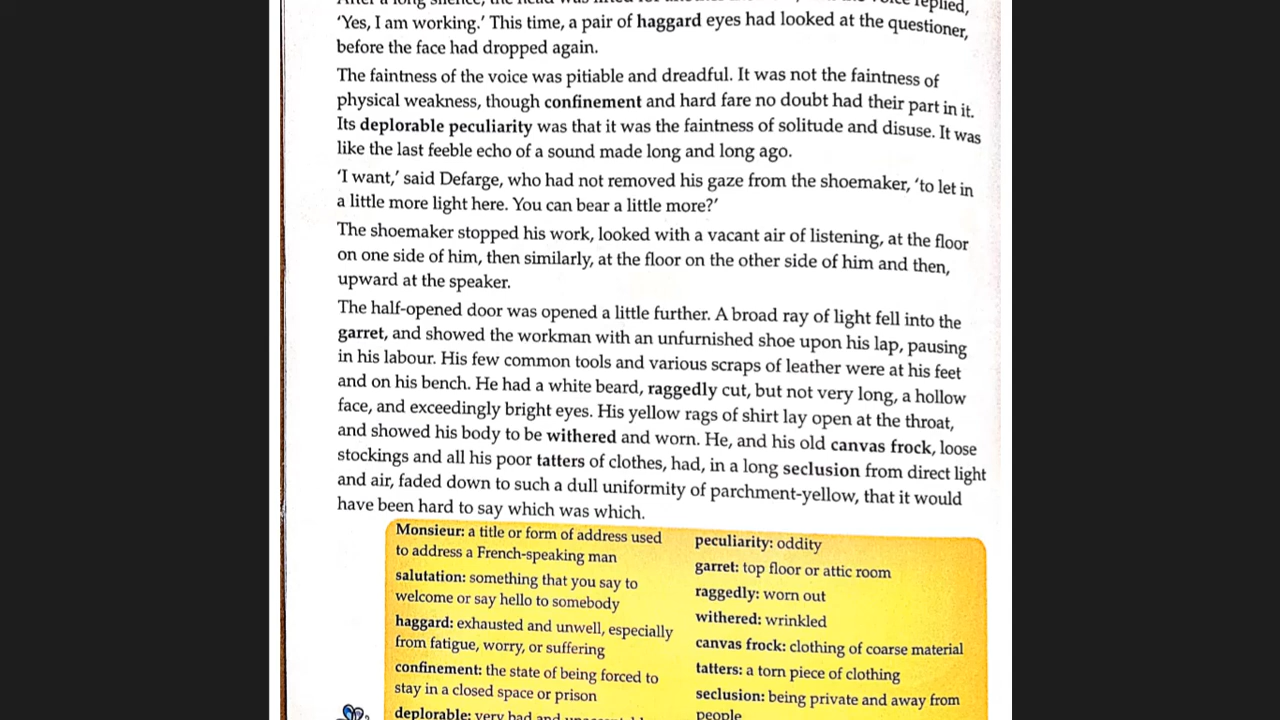 After a long silence, the head was lifted for another moment, and the voice replied,
‘Yes, I am working.’ This time, a pair of haggard eyes had looked at the questioner,
before the face had dropped again.
The faintness of the voice was pitiable and dreadful. It was not the faintness of
physical weakness, though confinement and hard fare no doubt had their part in it.
Its deplorable peculiarity was that it was the faintness of solitude and disuse. It was
like the last feeble echo of a sound made long and long ago.
‘I want,’ said Defarge, who had not removed his gaze from the shoemaker, ‘to let in
a little more light here. You can bear a little more?’
The shoemaker stopped his work, looked with a vacant air of listening, at the floor
on one side of him, then similarly, at the floor on the other side of him and then,
upward at the speaker.
The half-opened door was opened a little further. A broad ray of light fell into the
garret, and showed the workman with an unfurnished shoe upon his lap, pausing
in his labour. His few common tools and various scraps of leather were at his feet
and on his bench. He had a white beard, raggedly cut, but not very long, a hollow
face, and exceedingly bright eyes. His yellow rags of shirt lay open at the throat,
and showed his body to be withered and worn. He, and his old canvas frock, loose
stockings and all his poor tatters of clothes, had, in a long seclusion from direct light
and air, faded down to such a dull uniformity of parchment-yellow, that it would
have been hard to say which was which.
Monsieur: a title or form of address used
to address a French-speaking man
salutation: something that you say to
welcome or say hello to somebody
haggard: exhausted and unwell, especially
from fatigue, worry, or suffering
confinement: the state of being forced to
stay in a closed space or prison
deplorable: very bad and
peculiarity: oddity
garret: top floor or attic room
raggedly: worn out
withered: wrinkled
canvas frock: clothing of coarse material
tatters: a torn piece of clothing
seclusion: being private and away from
people